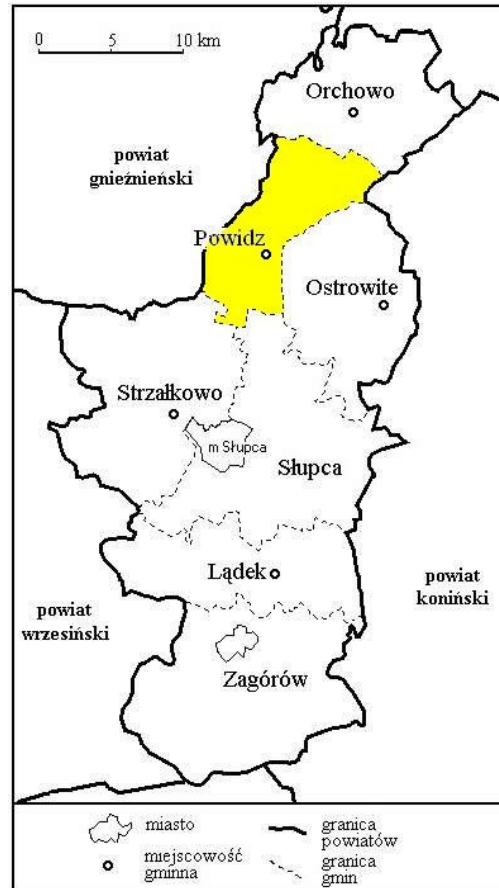 0 5 10 km
Orchowo
powiat
gnieźnieński
Powidz
Ostrowite
Strzałkowo
m Słupca
Słupca
Lądek
powiat
koniński
powiat
wrzesiński
Zagórów
miasto
granica
powiatów
miejscowość
gminna
granica
gmin